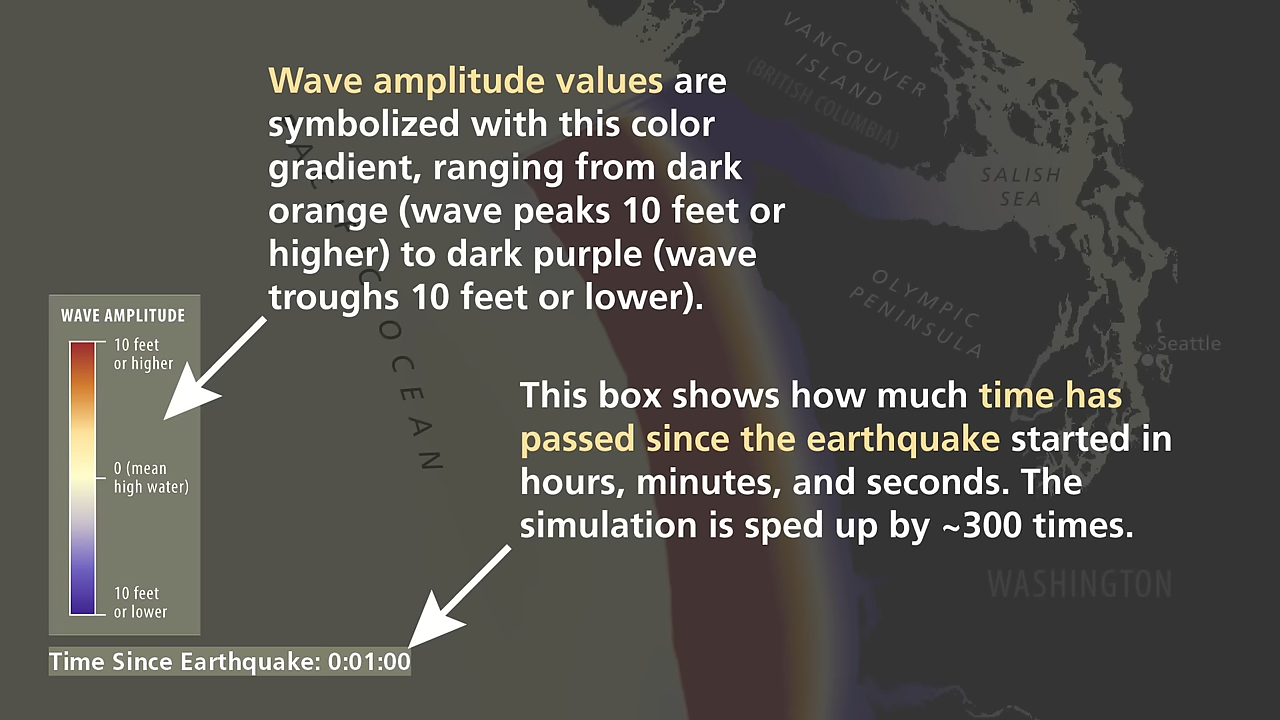 VANCOUVER
ISLAND
(BRITISH COLUMBIA)
Wave amplitude values are
symbolized with this color
gradient, ranging from dark
orange (wave peaks 10 feet or
higher) to dark purple (wave
troughs 10 feet or lower).
PACIFIC OCEAN
SALISH
SEA
OLYMPIC
PENINSULA
Seattle
WAVE AMPLITUDE
10 feet
or higher
0 (mean
high water)
10 feet
or lower
This box shows how much time has
passed since the earthquake started in
hours, minutes, and seconds. The
simulation is sped up by ~300 times.
WASHINGTON
Time Since Earthquake: 0:01:00